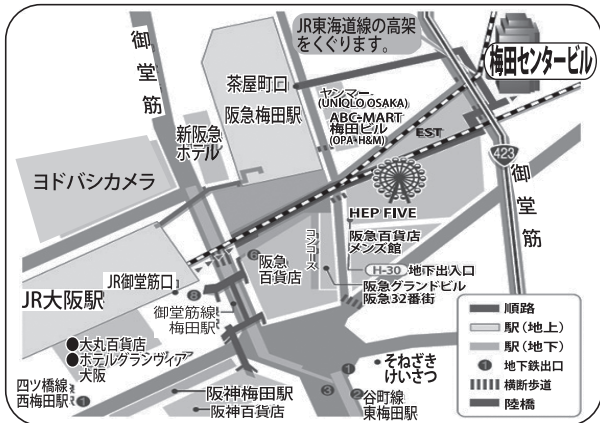 御堂筋
JR東海道線の高架
をくぐります。
梅田センタービル
茶屋町口
阪急梅田駅
ヤンマー
(UNIQLO OSAKA)
ABC-MART
梅田ビル
(OPA H&M)
EST
新阪急
ホテル
ヨドバシカメラ
423
御堂筋
HEP FIVE
コンコース
阪急百貨店
メンズ館
H-30 地下出入口
阪急グランドビル
阪急32番街
6
阪急
百貨店
JR御堂筋口
8
JR大阪駅
御堂筋線
梅田駅
●大丸百貨店
●ホテルグランヴィア
大阪
四ツ橋線
西梅田駅
1
阪神梅田駅
阪神百貨店
1
そねざき
けいさつ
3
2
谷町線
東梅田駅
順路
駅(地上)
駅(地下)
1 地下鉄出口
横断歩道
陸橋